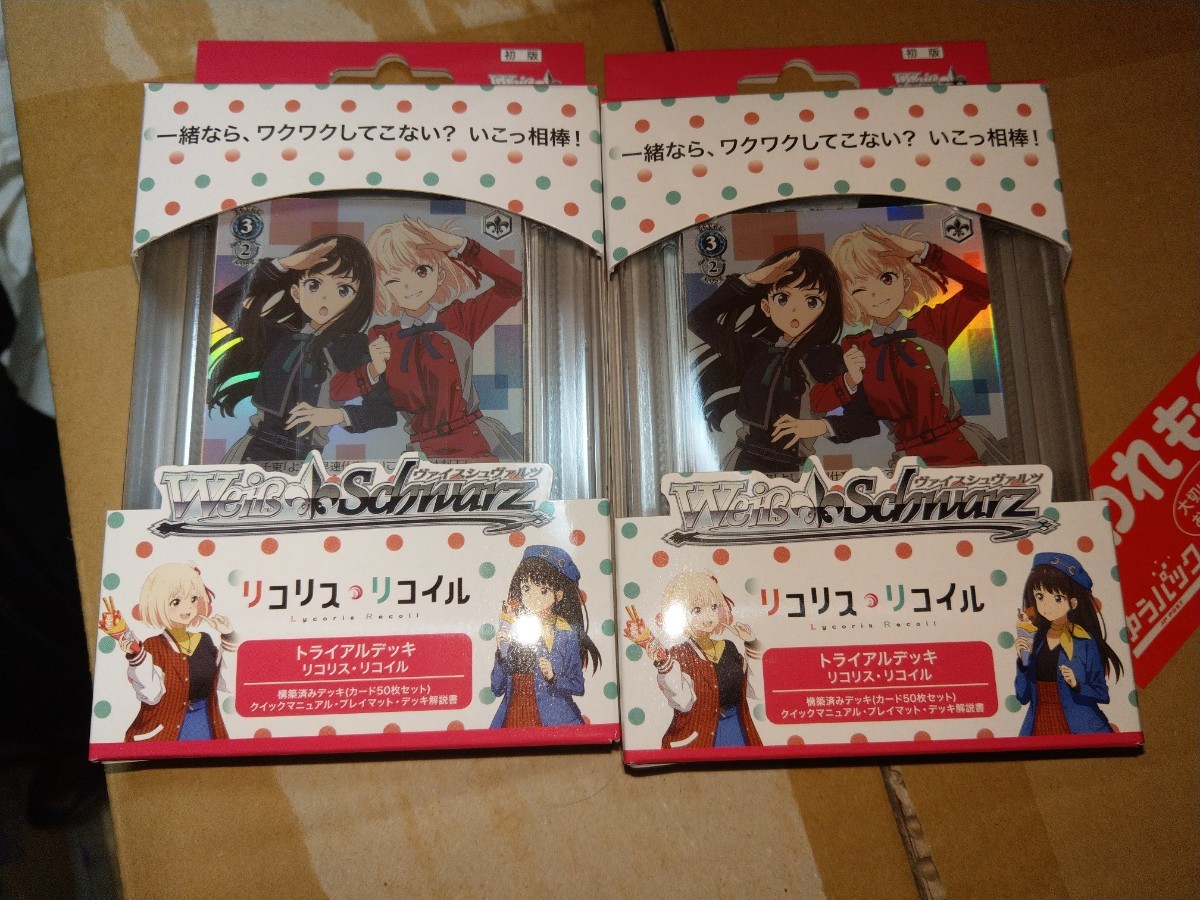 初版
Weiß
一緒なら、ワクワクしてこない? いこっ相棒!
3
2
ヴァイスシュヴァルツ
Weiß Schwarz
リコリス・リコイル
Lycoris Recoil
トライアルデッキ
リコリス・リコイル
構築済みデッキ(カード50枚セット)
クイックマニュアル・プレイマット・デッキ解説書
初版
Weiß
一緒なら、ワクワクしてこない? いこっ相棒!
3
2
ヴァイスシュヴァルツ
Weiß Schwarz
リコリス・リコイル
Lycoris Recoil
トライアルデッキ
リコリス・リコイル
構築済みデッキ(カード50枚セット)
クイックマニュアル・プレイマット・デッキ解説書
われも
ゆうパック